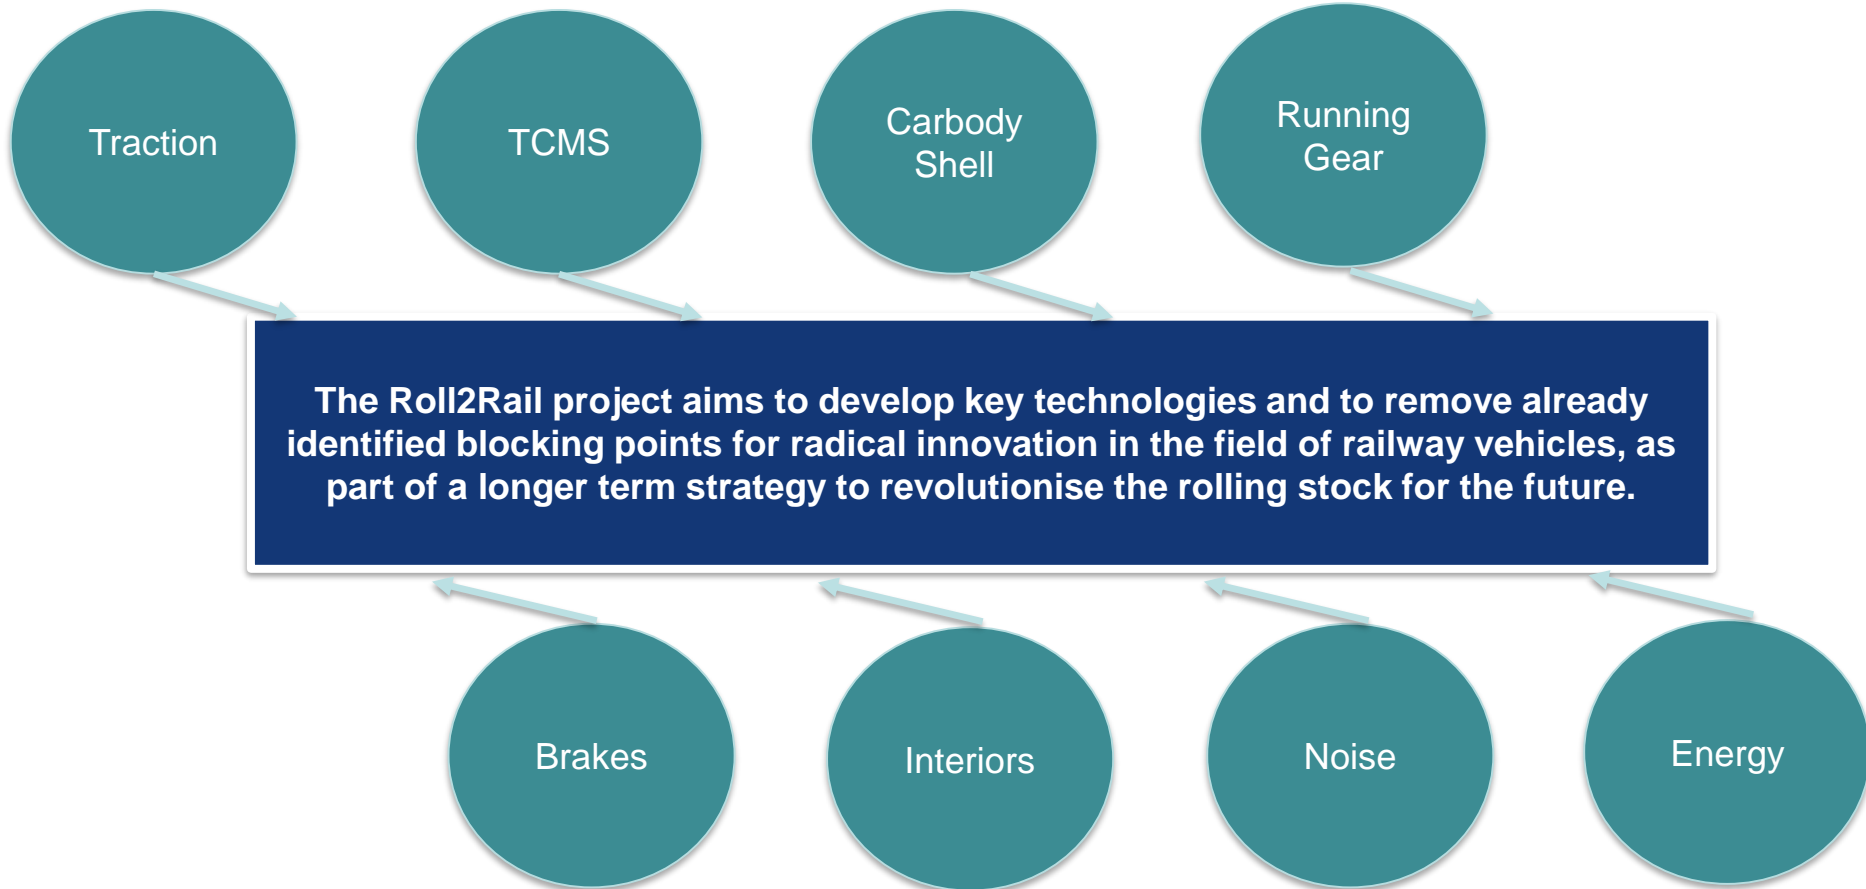 Traction
TCMS
Carbody
Shell
Running
Gear
The Roll2Rail project aims to develop key technologies and to remove already
identified blocking points for radical innovation in the field of railway vehicles, as
part of a longer term strategy to revolutionise the rolling stock for the future.
Brakes
Interiors
Noise
Energy